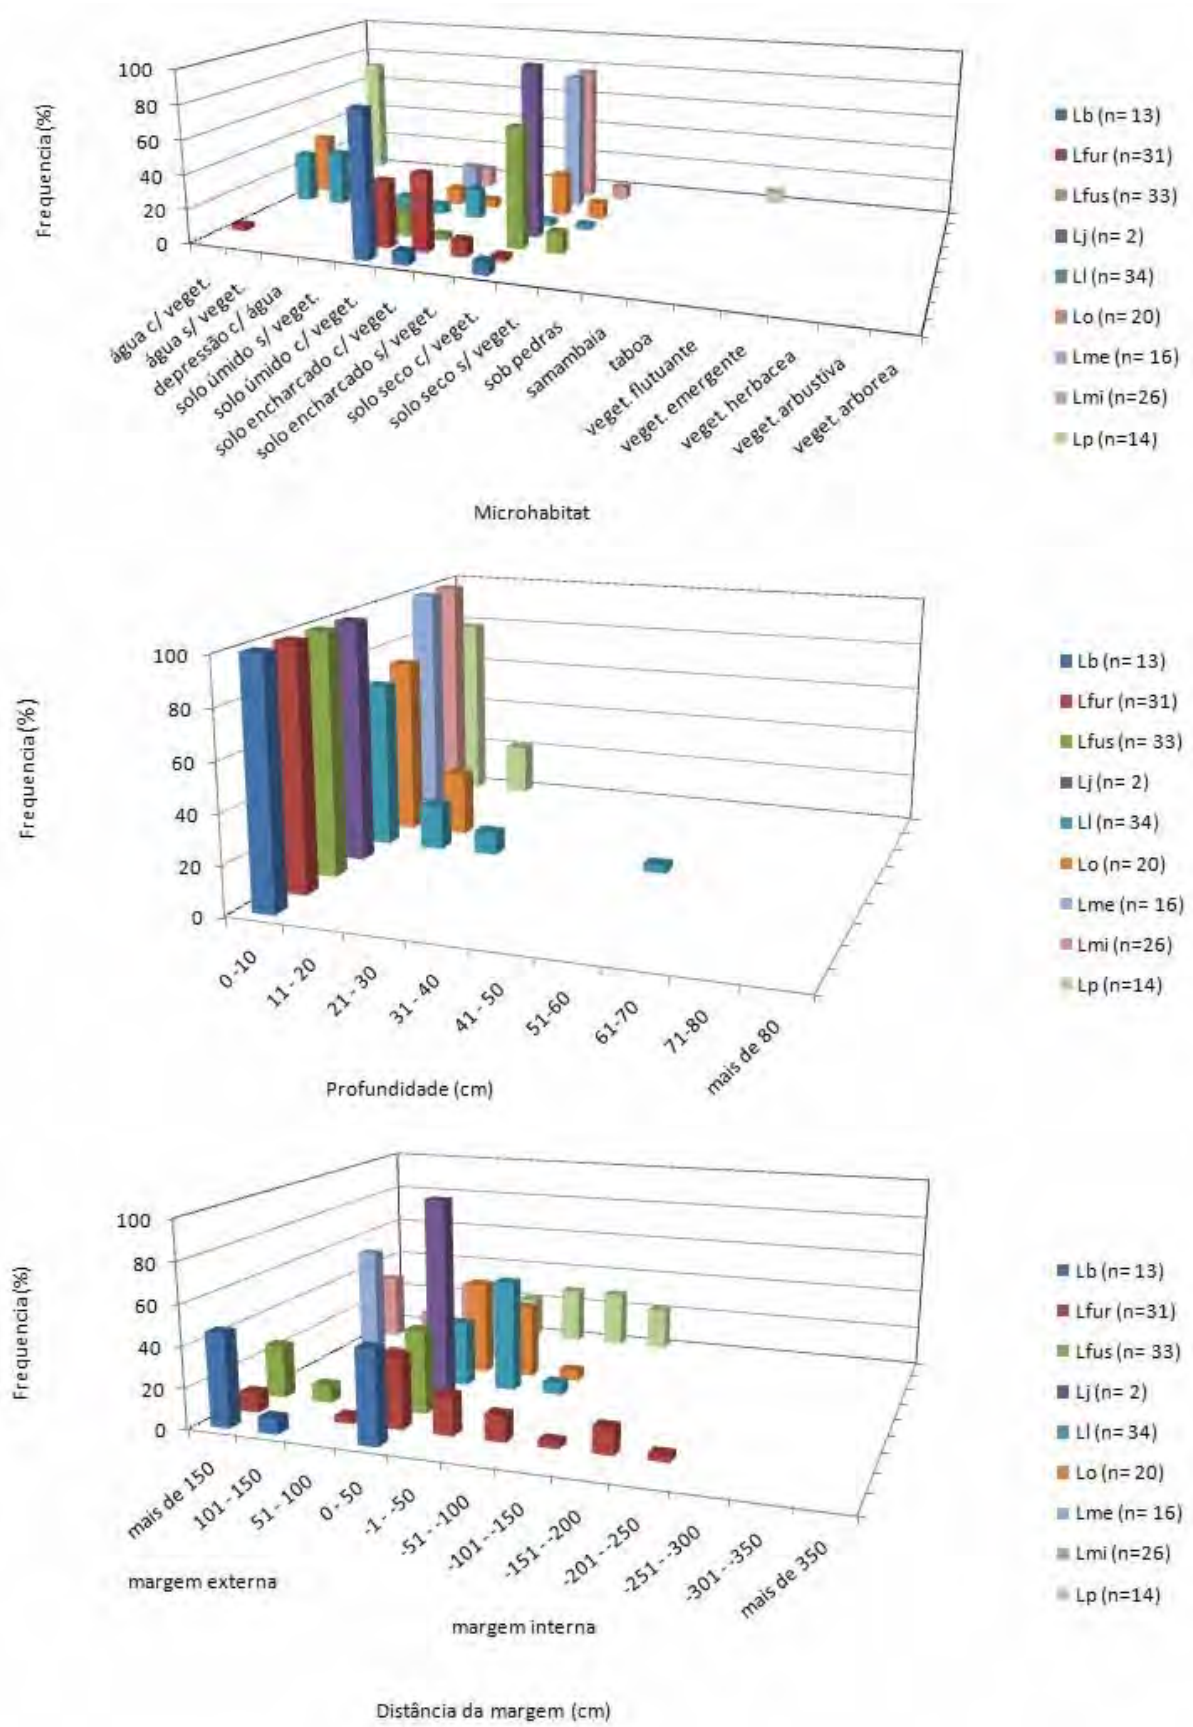 100
80
60
40
20
0
Frequencia(%)
água c/ veget.
água s/ veget.
depressão c/ água
solo úmido s/ veget.
solo úmido c/ veget.
solo encharcado c/ veget.
solo encharcado s/ veget.
solo seco c/ veget.
solo seco s/ veget.
sob pedras
samambaia
taboa
veget. flutuante
veget. emergente
veget. herbacea
veget. arbustiva
veget. arborea
Microhabitat
Lb (n= 13)
Lfur (n=31)
Lfus (n= 33)
Lj (n= 2)
Ll (n= 34)
Lo (n= 20)
Lme (n= 16)
Lmi (n=26)
Lp (n=14)
100
80
60
40
20
0
Frequencia(%)
0 -10
11 - 20
21 - 30
31 - 40
41 - 50
51-60
61-70
71-80
mais de 80
Profundidade (cm)
Lb (n= 13)
Lfur (n=31)
Lfus (n= 33)
Lj (n= 2)
Ll (n= 34)
Lo (n= 20)
Lme (n= 16)
Lmi (n=26)
Lp (n=14)
100
80
60
40
20
0
Frequencia(%)
mais de 150
101 - 150
51 - 100
0 - 50
-1 - -50
-51 - -100
-101 - -150
-151 - -200
-201 - -250
-251 - -300
-301 - -350
mais de 350
margem externa
margem interna
Distância da margem (cm)
Lb (n= 13)
Lfur (n=31)
Lfus (n= 33)
Lj (n= 2)
Ll (n= 34)
Lo (n= 20)
Lme (n= 16)
Lmi (n=26)
Lp (n=14)